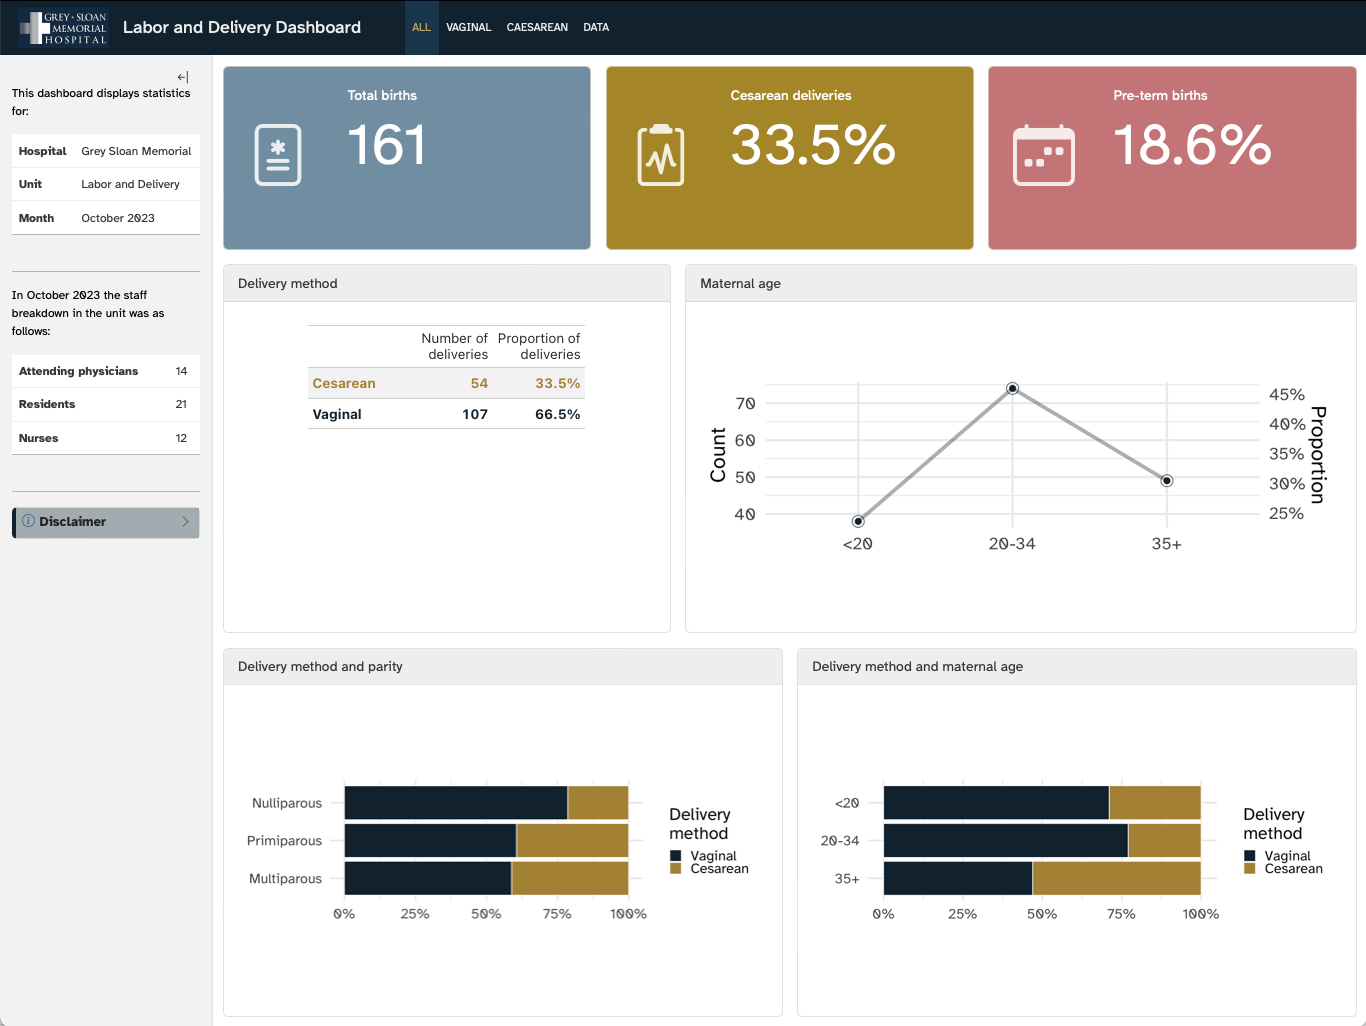 GREY+SLOAN
MEMORIAL
HOSPITAL
Labor and Delivery Dashboard
ALL
VAGINAL
CAESAREAN
DATA
This dashboard displays statistics
for:
Hospital Grey Sloan Memorial
Unit Labor and Delivery
Month October 2023
In October 2023 the staff
breakdown in the unit was as
follows:
Attending physicians 14
Residents 21
Nurses 12
Disclaimer
Total births
161
Cesarean deliveries
33.5%
Pre-term births
18.6%
Delivery method
Number of Proportion of
deliveries deliveries
Cesarean 54 33.5%
Vaginal 107 66.5%
Maternal age
Count
70
60
50
40
<20 20-34 35+
45%
40%
35%
30%
25%
Proportion
Delivery method and parity
Nulliparous
Primiparous
Multiparous
0% 25% 50% 75% 100%
Delivery
method
Vaginal
Cesarean
Delivery method and maternal age
<20
20-34
35+
0% 25% 50% 75% 100%
Delivery
method
Vaginal
Cesarean